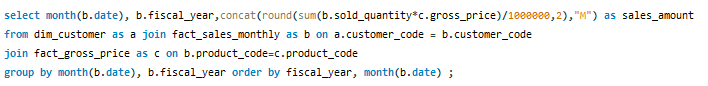 select month(b.date), b.fiscal_year,concat(round(sum(b.sold_quantity*c.gross_price)/1000000,2),"M") as sales_amount
from dim_customer as a join fact_sales_monthly as b on a.customer_code = b.customer_code
join fact_gross_price as c on b.product_code=c.product_code
group by month(b.date), b.fiscal_year order by fiscal_year, month(b.date) ;